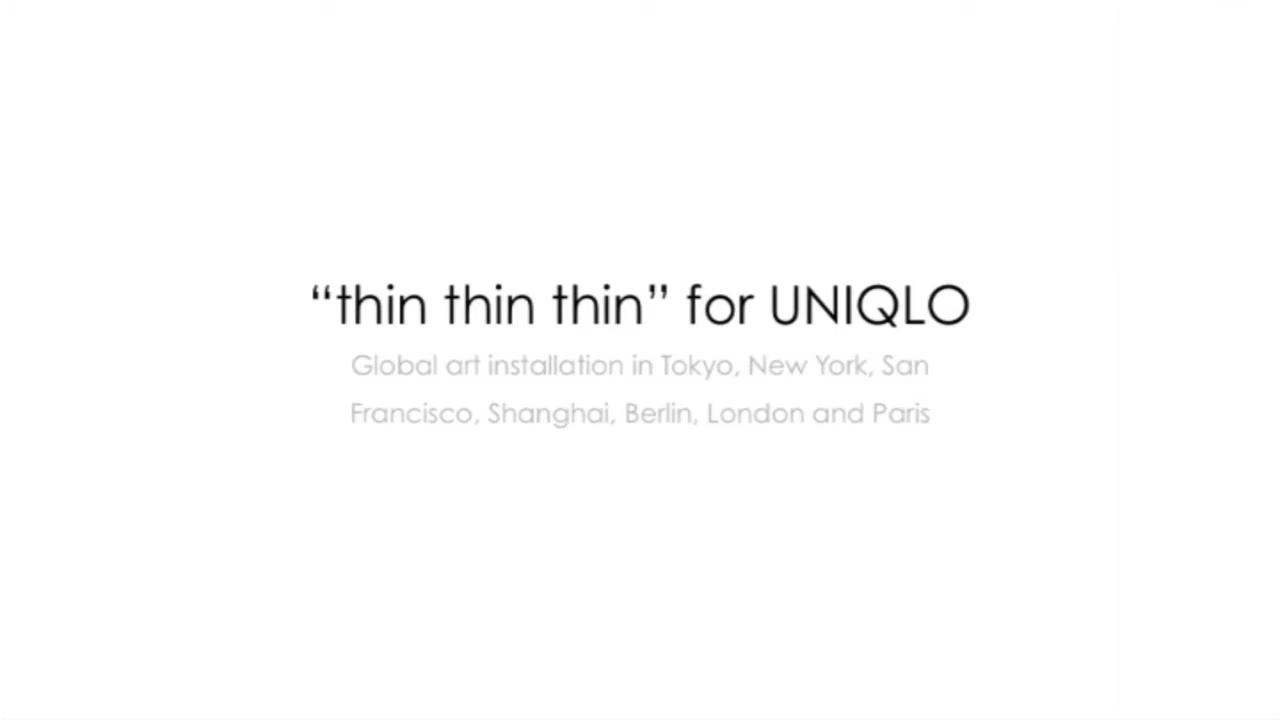 “thin thin thin” for UNIQLO
Global art installation in Tokyo, New York, San
Francisco, Shanghai, Berlin, London and Paris